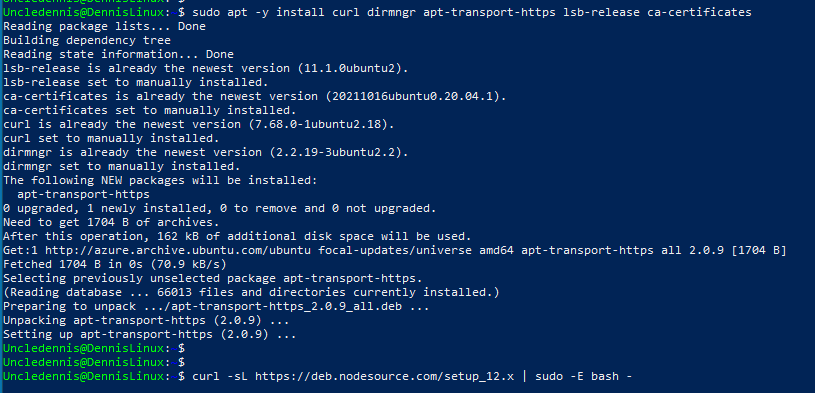 Uncledennis@DennisLinux: $ sudo apt -y install curl dirmngr apt-transport-https lsb-release ca-certificates
Reading package lists... Done
Building dependency tree
Reading state information... Done
lsb-release is already the newest version (11.1.0ubuntu2).
lsb-release set to manually installed.
ca-certificates is already the newest version (20211016ubuntu0.20.04.1).
ca-certificates set to manually installed.
curl is already the newest version (7.68.0-1ubuntu2.18).
curl set to manually installed.
dirmngr is already the newest version (2.2.19-3ubuntu2.2).
dirmngr set to manually installed.
The following NEW packages will be installed:
  apt-transport-https
0 upgraded, 1 newly installed, 0 to remove and 0 not upgraded.
Need to get 1704 B of archives.
After this operation, 162 kB of additional disk space will be used.
Get:1 http://azure.archive.ubuntu.com/ubuntu focal-updates/universe amd64 apt-transport-https all 2.0.9 [1704 B]
Fetched 1704 B in 0s (70.9 kB/s)
Selecting previously unselected package apt-transport-https.
(Reading database ... 66013 files and directories currently installed.)
Preparing to unpack .../apt-transport-https_2.0.9_all.deb ...
Unpacking apt-transport-https (2.0.9) ...
Setting up apt-transport-https (2.0.9) ...
Uncledennis@DennisLinux: $
Uncledennis@DennisLinux: $
Uncledennis@DennisLinux: $ curl -sL https://deb.nodesource.com/setup_12.x | sudo -E bash -